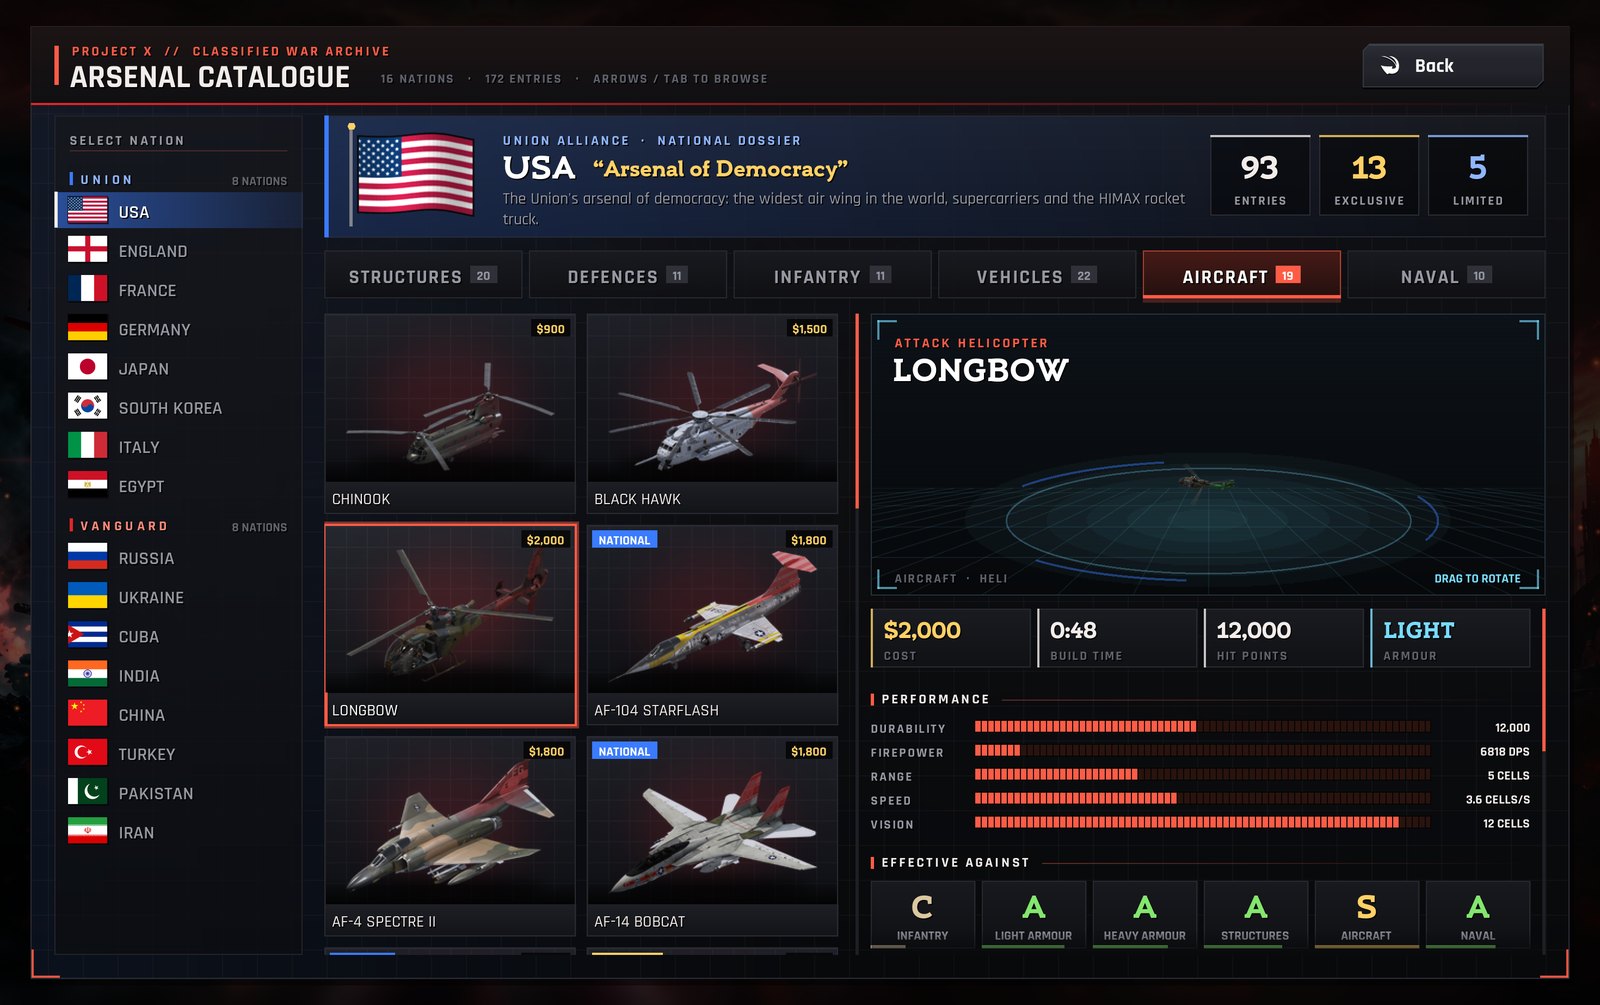 PROJECT X // CLASSIFIED WAR ARCHIVE
ARSENAL CATALOGUE
16 NATIONS · 172 ENTRIES · ARROWS / TAB TO BROWSE
Back
SELECT NATION
UNION
8 NATIONS
USA
ENGLAND
FRANCE
GERMANY
JAPAN
SOUTH KOREA
ITALY
EGYPT
VANGUARD
8 NATIONS
RUSSIA
UKRAINE
CUBA
INDIA
CHINA
TURKEY
PAKISTAN
IRAN
UNION ALLIANCE · NATIONAL DOSSIER
USA “Arsenal of Democracy”
The Union's arsenal of democracy: the widest air wing in the world, supercarriers and the HIMAX rocket
truck.
93
ENTRIES
13
EXCLUSIVE
5
LIMITED
STRUCTURES 20
DEFENCES 11
INFANTRY 11
VEHICLES 22
AIRCRAFT 19
NAVAL 10
$900
CHINOOK
$1,500
BLACK HAWK
$2,000
LONGBOW
NATIONAL
$1,800
AF-104 STARFLASH
$1,800
AF-4 SPECTRE II
NATIONAL
$1,800
AF-14 BOBCAT
ATTACK HELICOPTER
LONGBOW
AIRCRAFT · HELI
DRAG TO ROTATE
$2,000
COST
0:48
BUILD TIME
12,000
HIT POINTS
LIGHT
ARMOUR
PERFORMANCE
DURABILITY 12,000
FIREPOWER 6818 DPS
RANGE 5 CELLS
SPEED 3.6 CELLS/S
VISION 12 CELLS
EFFECTIVE AGAINST
C
INFANTRY
A
LIGHT ARMOUR
A
HEAVY ARMOUR
A
STRUCTURES
S
AIRCRAFT
A
NAVAL